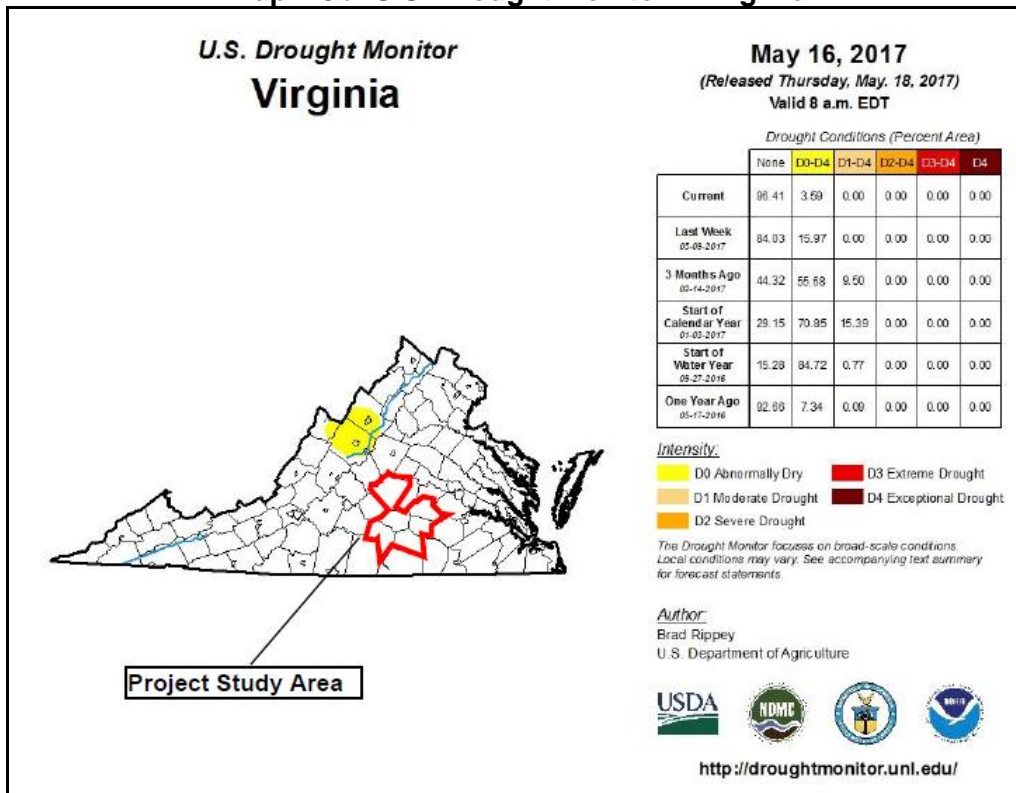 U.S. Drought Monitor
Virginia
May 16, 2017
(Released Thursday, May. 18, 2017)
Valid 8 a.m. EDT
Drought Conditions (Percent Area)
None D0-D4 D1-D4 D2-D4 D3-D4 D4
Current 96.41 3.59 0.00 0.00 0.00 0.00
Last Week
05-09-2017
84.03 15.97 0.00 0.00 0.00 0.00
3 Months Ago
02-14-2017
44.32 55.68 9.50 0.00 0.00 0.00
Start of
Calendar Year
01-03-2017
29.15 70.85 15.39 0.00 0.00 0.00
Start of
Water Year
09-27-2016
15.28 84.72 0.77 0.00 0.00 0.00
One Year Ago
05-17-2016
92.66 7.34 0.09 0.00 0.00 0.00
Intensity:
D0 Abnormally Dry
D3 Extreme Drought
D1 Moderate Drought
D4 Exceptional Drought
D2 Severe Drought
The Drought Monitor focuses on broad-scale conditions.
Local conditions may vary. See accompanying text summary
for forecast statements.
Author:
Brad Rippey
U.S. Department of Agriculture
Project Study Area
USDA
NDMC
NOAA
http://droughtmonitor.unl.edu/